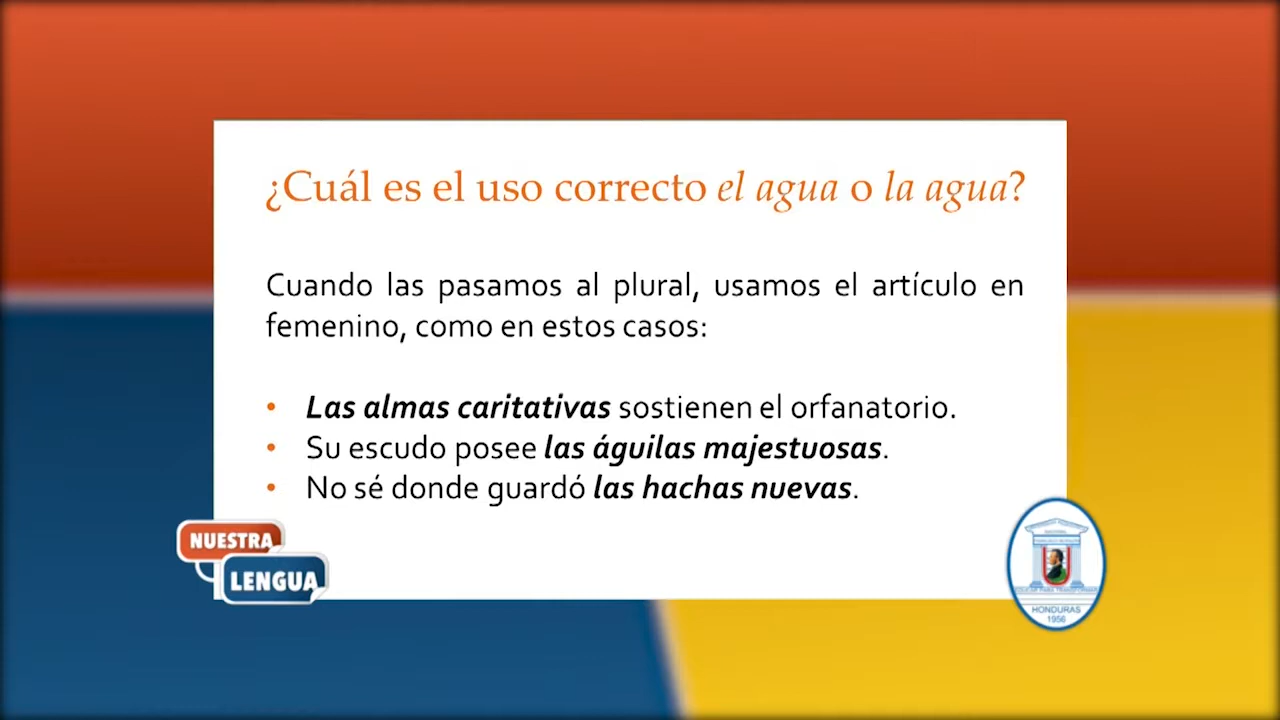 ¿Cuál es el uso correcto el agua o la agua?
Cuando las pasamos al plural, usamos el artículo en
femenino, como en estos casos:
• Las almas caritativas sostienen el orfanatorio.
• Su escudo posee las águilas majestuosas.
• No sé donde guardó las hachas nuevas.
NUESTRA
LENGUA
HONDURAS
1956